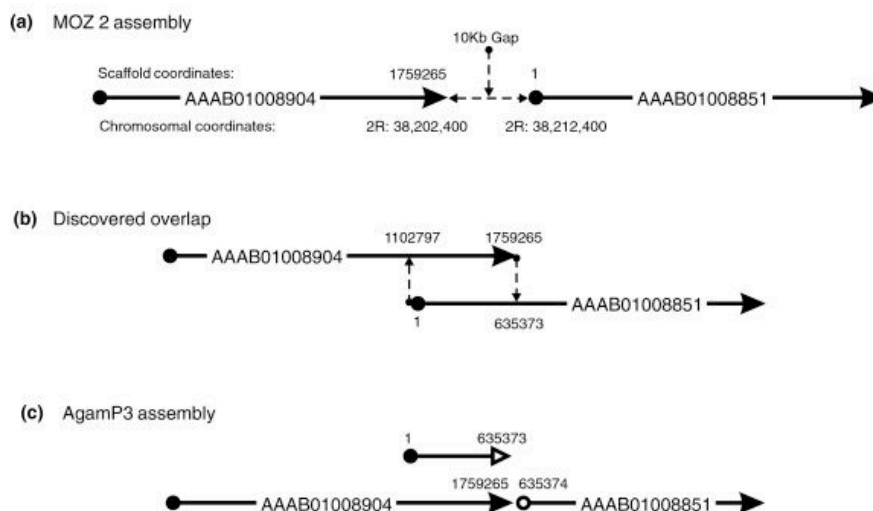 (a) MOZ 2 assembly
10Kb Gap
Scaffold coordinates: 1759265 1
AAAB01008904 AAAB01008851
Chromosomal coordinates: 2R: 38,202,400 2R: 38,212,400
(b) Discovered overlap
1102797 1759265
AAAB01008904
AAAB01008851
1 635373
(c) AgamP3 assembly
1 635373
1759265 635374
AAAB01008904 AAAB01008851